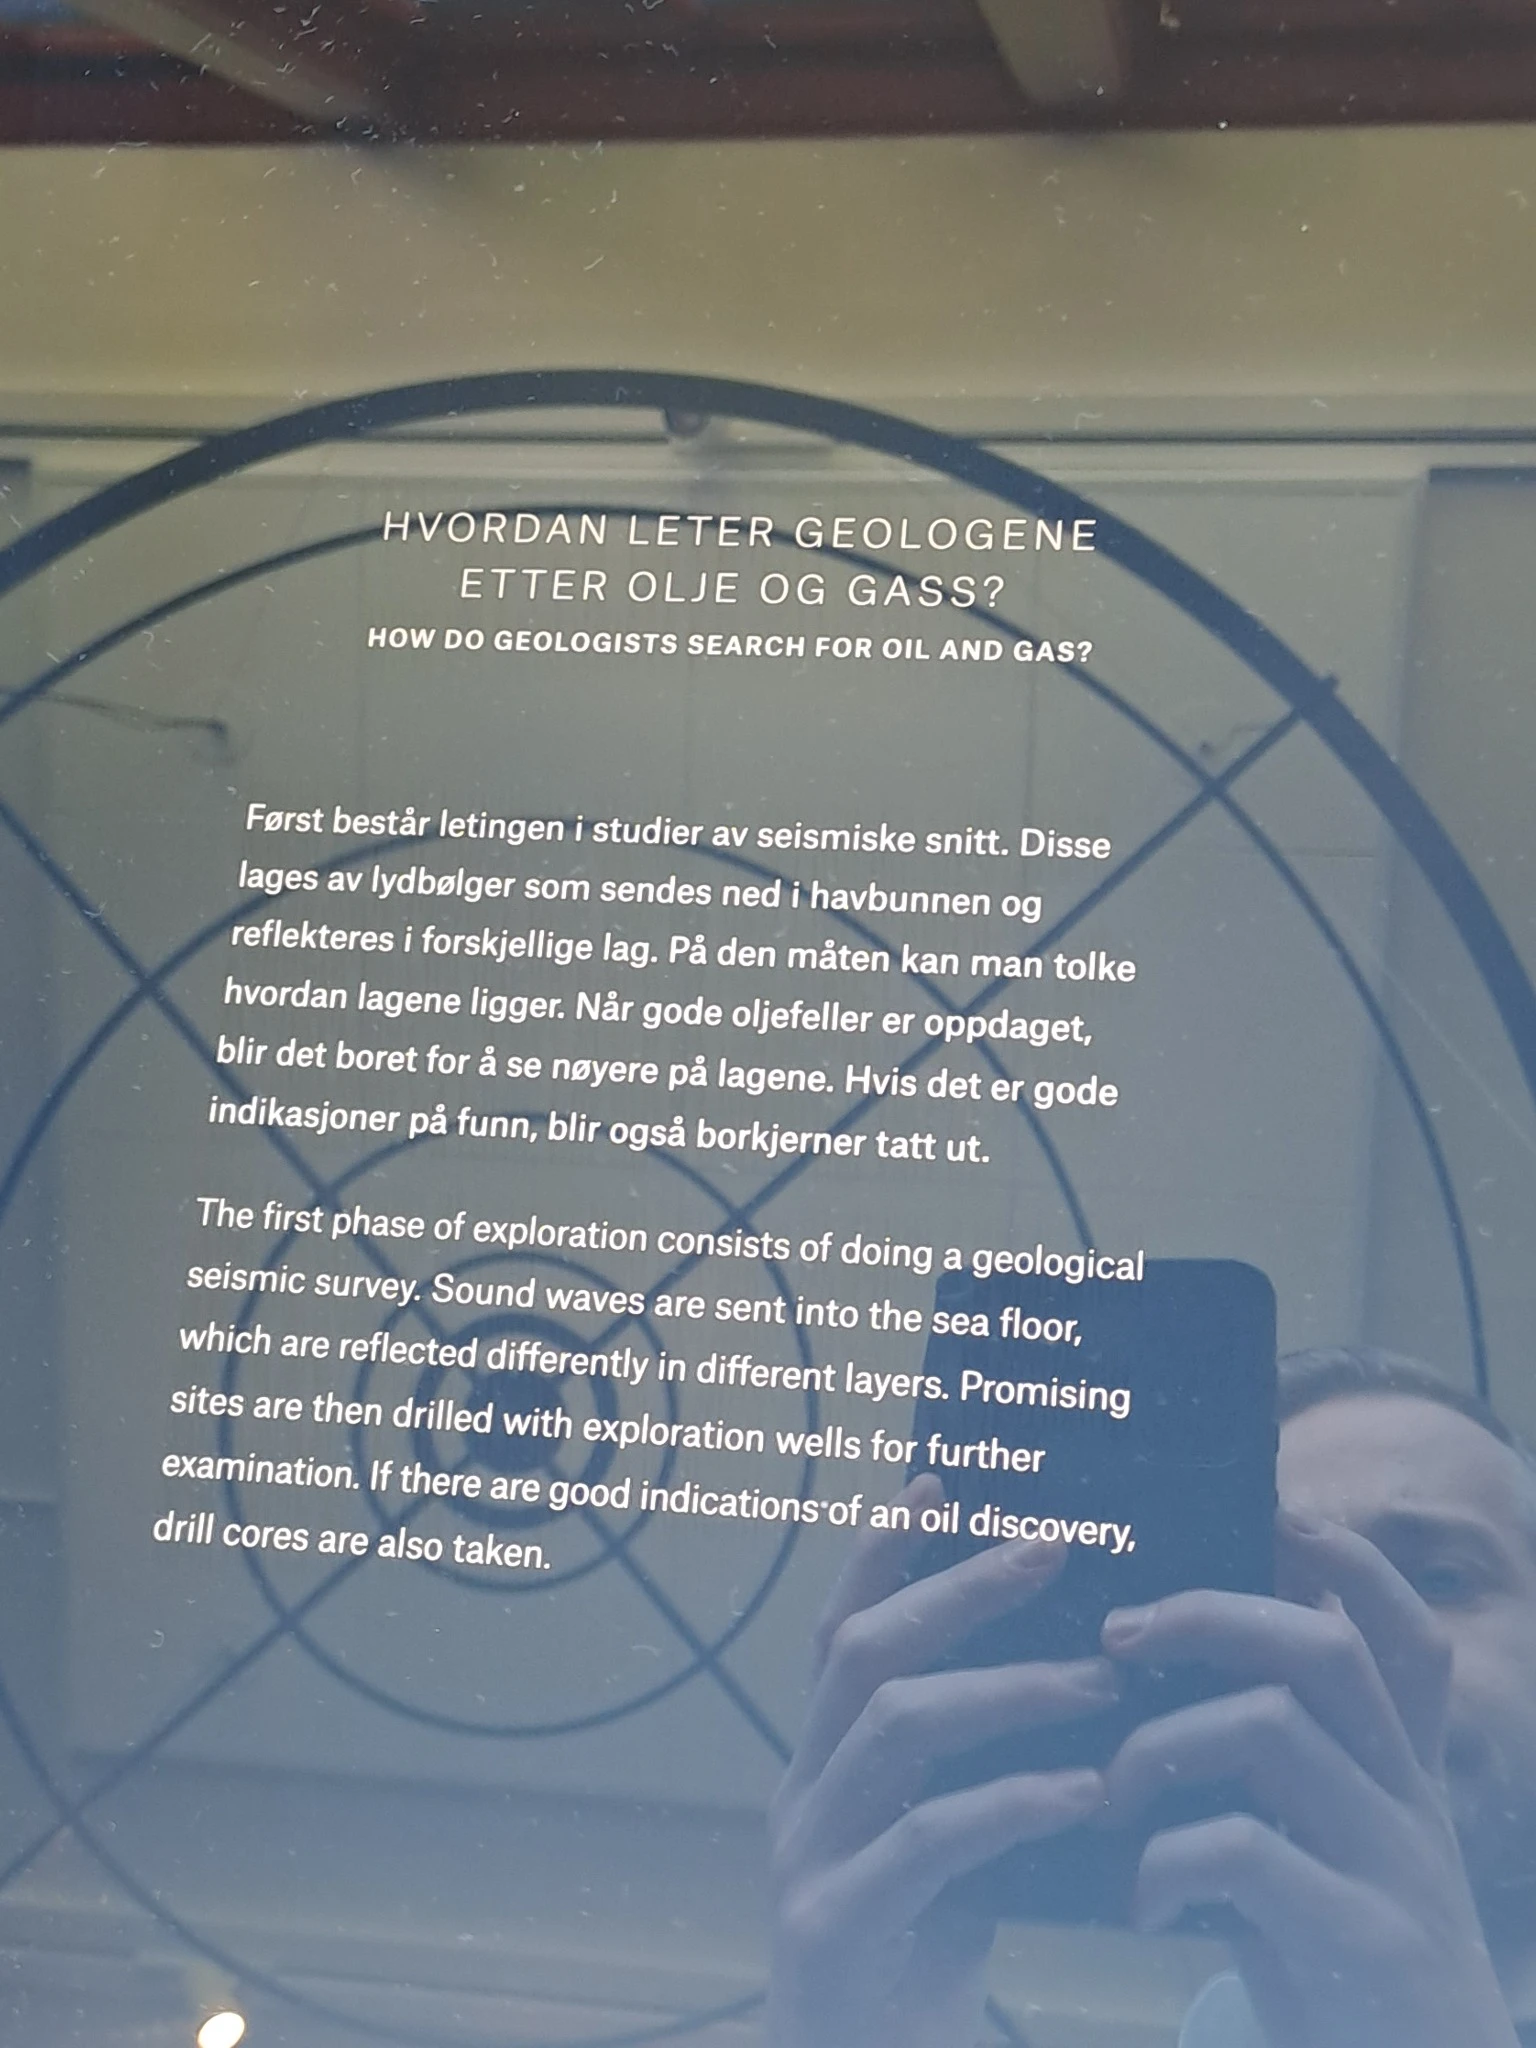 HVORDAN LETER GEOLOGENE
ETTER OLJE OG GASS?
HOW DO GEOLOGISTS SEARCH FOR OIL AND GAS?
Først består letingen i studier av seismiske snitt. Disse
lages av lydbølger som sendes ned i havbunnen og
reflekteres i forskjellige lag. På den måten kan man tolke
hvordan lagene ligger. Når gode oljefeller er oppdaget,
blir det boret for å se nøyere på lagene. Hvis det er gode
indikasjoner på funn, blir også borkjerner tatt ut.
The first phase of exploration consists of doing a geological
seismic survey. Sound waves are sent into the sea floor,
which are reflected differently in different layers. Promising
sites are then drilled with exploration wells for further
examination. If there are good indications of an oil discovery,
drill cores are also taken.